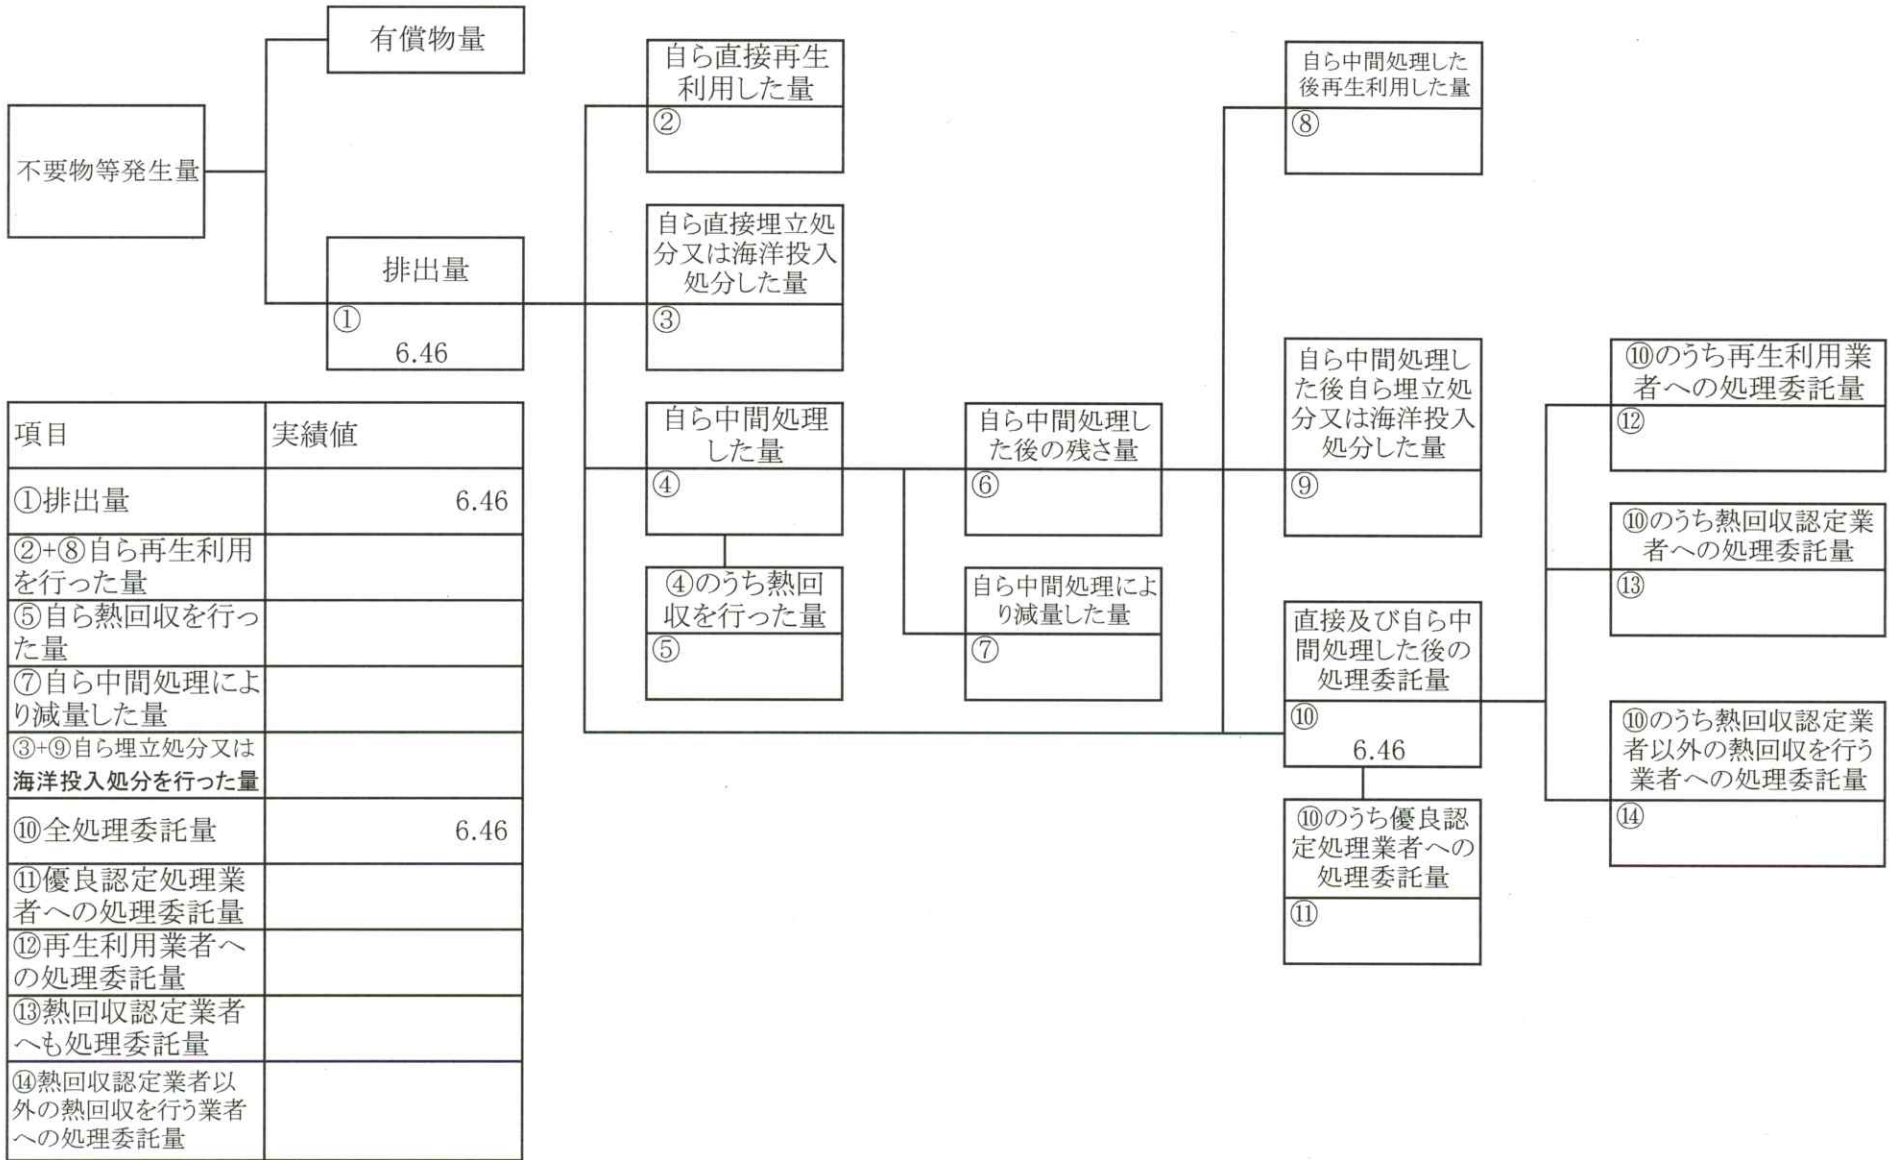 有償物量
不要物等発生量
排出量
①
6.46
自ら直接再生
利用した量
②
自ら直接埋立処
分又は海洋投入
処分した量
③
自ら中間処理
した量
④
④のうち熱回
収を行った量
⑤
自ら中間処理し
た後の残さ量
⑥
自ら中間処理によ
り減量した量
⑦
自ら中間処理した
後再生利用した量
⑧
自ら中間処理し
た後自ら埋立処
分又は海洋投入
処分した量
⑨
直接及び自ら中
間処理した後の
処理委託量
⑩
6.46
⑩のうち優良認
定処理業者への
処理委託量
⑪
⑩のうち再生利用業
者への処理委託量
⑫
⑩のうち熱回収認定業
者への処理委託量
⑬
⑩のうち熱回収認定業
者以外の熱回収を行う
業者への処理委託量
⑭
項目 実績値
①排出量 6.46
②+⑧自ら再生利用
を行った量
⑤自ら熱回収を行っ
た量
⑦自ら中間処理によ
り減量した量
③+⑨自ら埋立処分又は
海洋投入処分を行った量
⑩全処理委託量 6.46
⑪優良認定処理業
者への処理委託量
⑫再生利用業者へ
の処理委託量
⑬熱回収認定業者
へも処理委託量
⑭熱回収認定業者以
外の熱回収を行う業者
への処理委託量